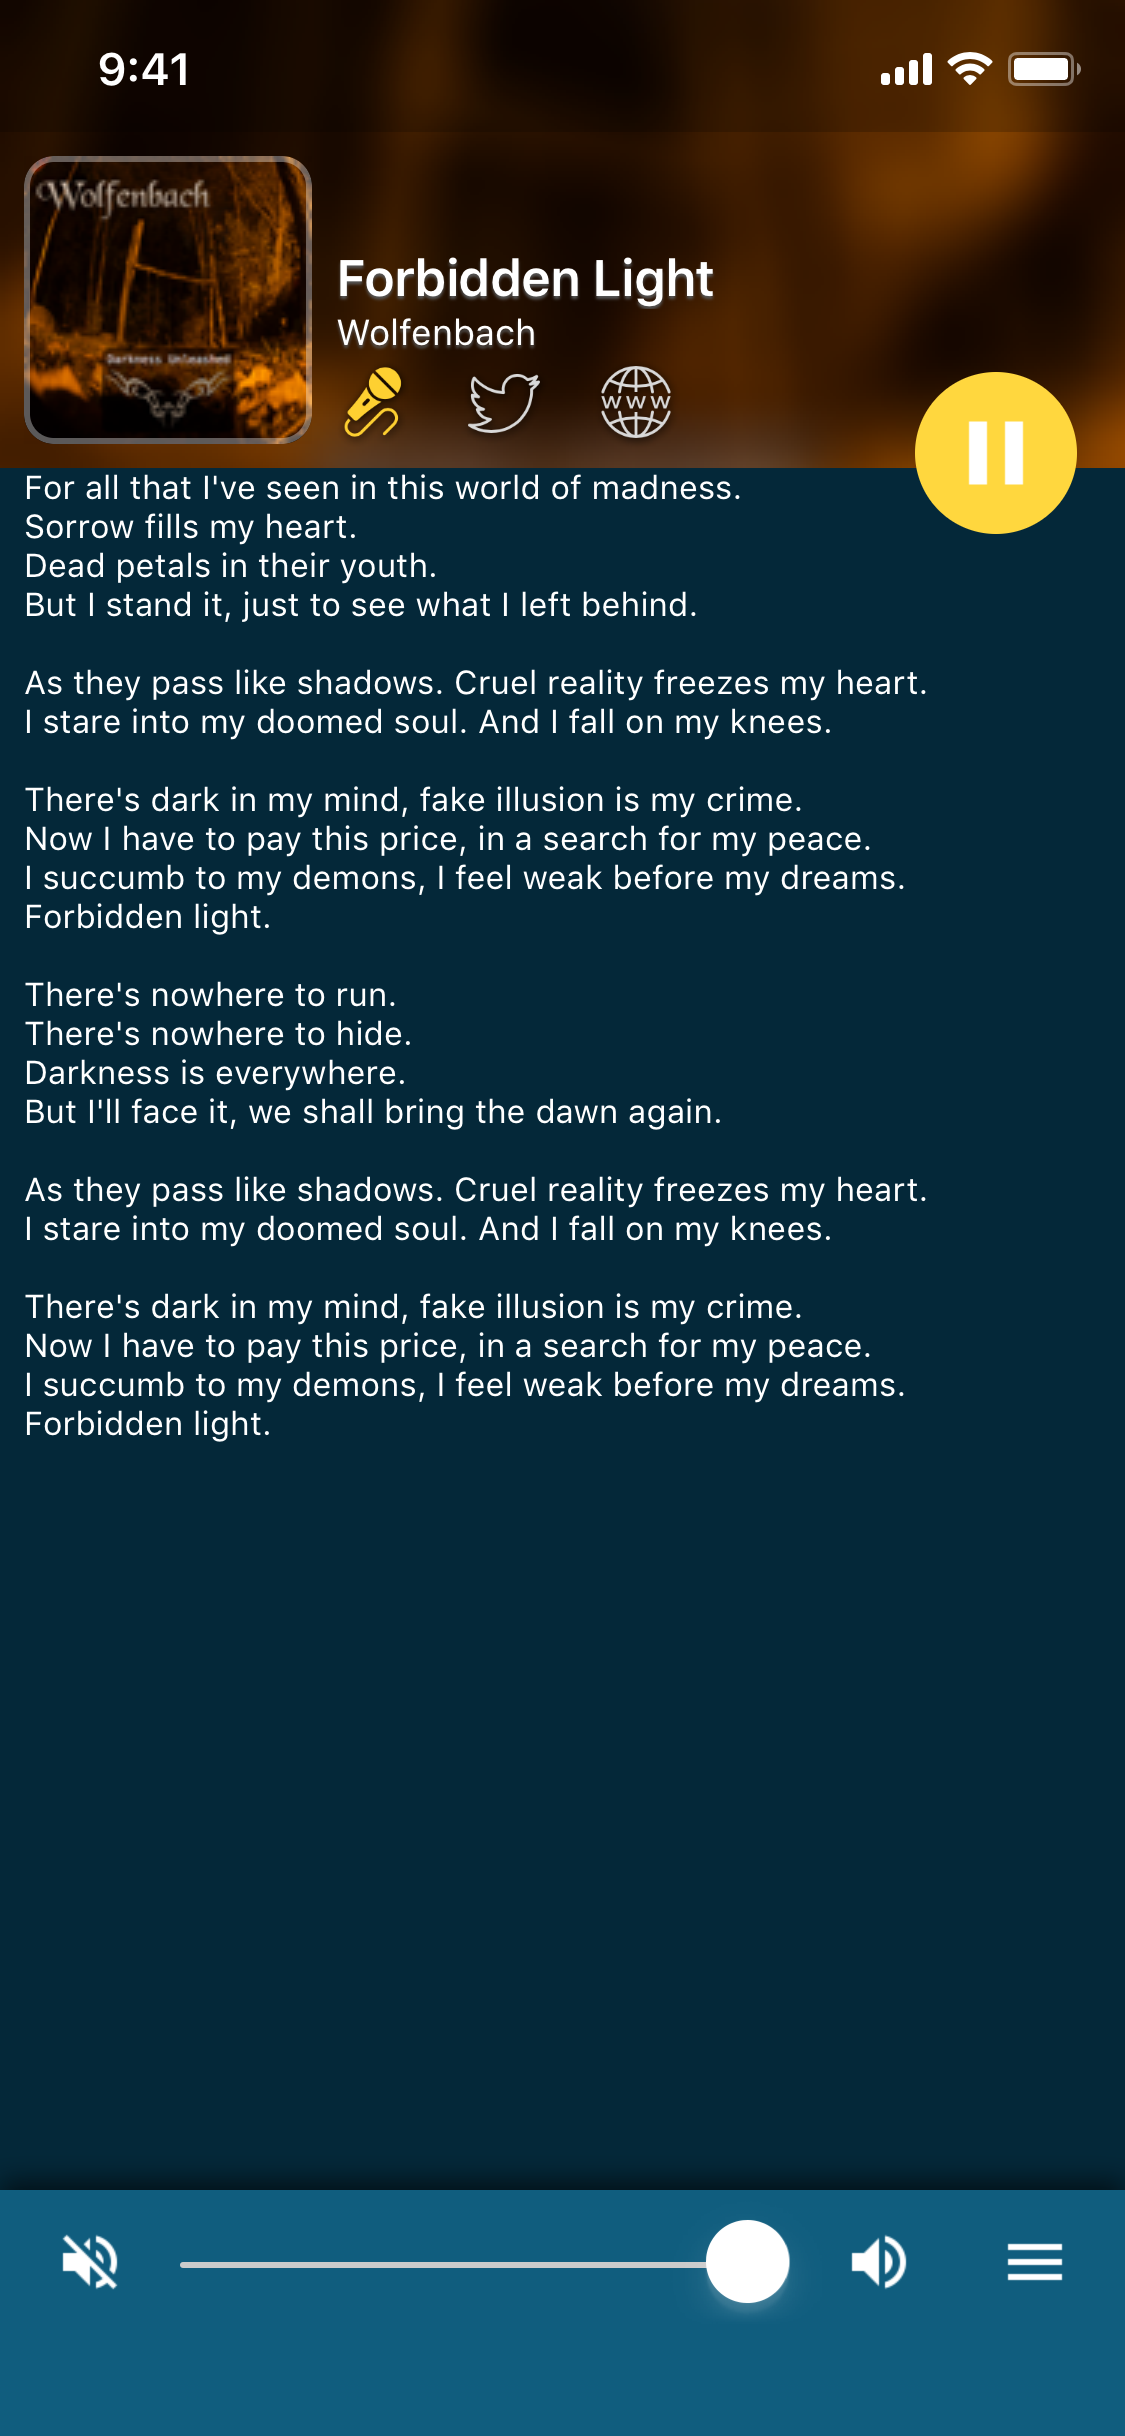 9:41
Wolfenbach
Darkness Unleashed
Forbidden Light
Wolfenbach
WWW
For all that I've seen in this world of madness.
Sorrow fills my heart.
Dead petals in their youth.
But I stand it, just to see what I left behind.
As they pass like shadows. Cruel reality freezes my heart.
I stare into my doomed soul. And I fall on my knees.
There's dark in my mind, fake illusion is my crime.
Now I have to pay this price, in a search for my peace.
I succumb to my demons, I feel weak before my dreams.
Forbidden light.
There's nowhere to run.
There's nowhere to hide.
Darkness is everywhere.
But I'll face it, we shall bring the dawn again.
As they pass like shadows. Cruel reality freezes my heart.
I stare into my doomed soul. And I fall on my knees.
There's dark in my mind, fake illusion is my crime.
Now I have to pay this price, in a search for my peace.
I succumb to my demons, I feel weak before my dreams.
Forbidden light.